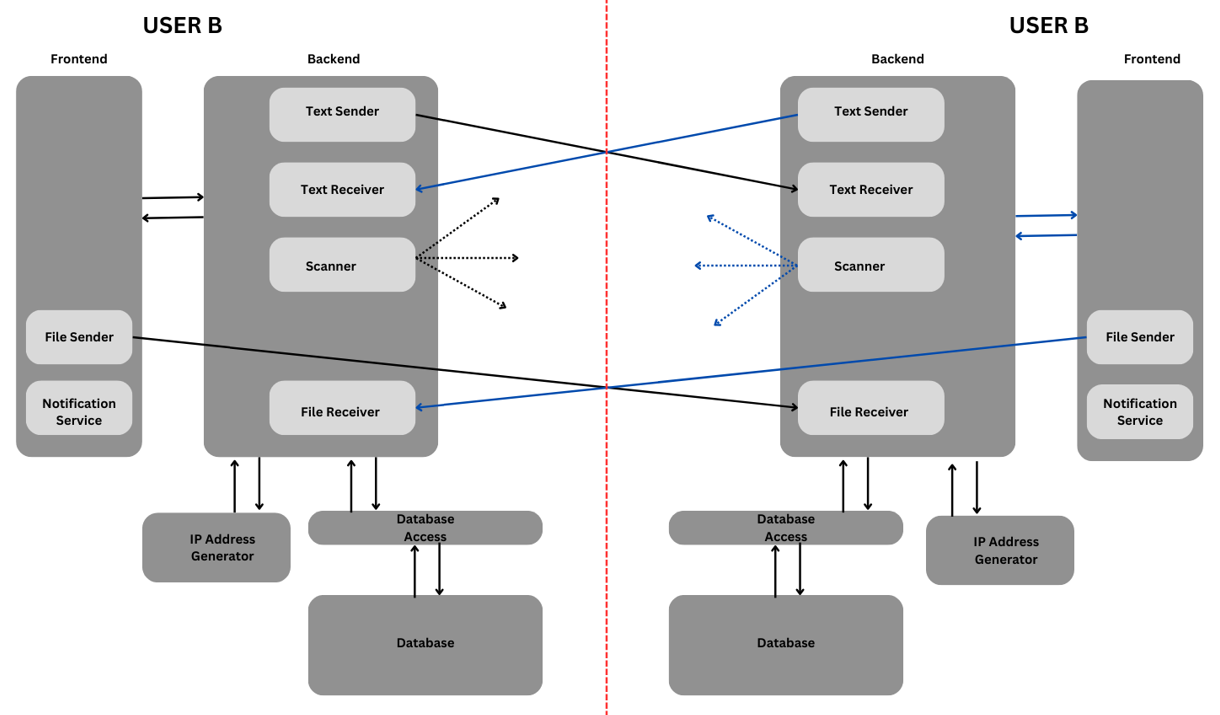 USER B
USER B
Frontend
Backend
Backend
Frontend
Text Sender
Text Receiver
Scanner
File Sender
File Receiver
Notification
Service
Text Sender
Text Receiver
Scanner
File Sender
File Receiver
Notification
Service
IP Address
Generator
Database
Access
Database
Database
Access
IP Address
Generator
Database